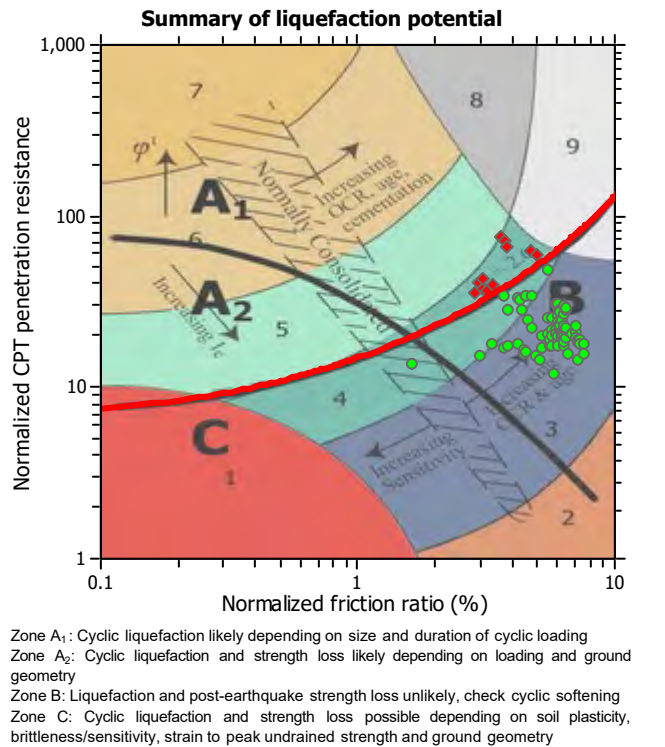 Summary of liquefaction potential
Normalized CPT penetration resistance
1,000
100
10
1
7
8
9
φ'
A1
Increasing
OCR, age,
cementation
Normally Consolidated
6
A2
Increasing Ic
5
B
4
Increasing
OCR & age
C
1
Increasing
Sensitivity
3
2
0.1
1
10
Normalized friction ratio (%)
Zone A1: Cyclic liquefaction likely depending on size and duration of cyclic loading
Zone A2: Cyclic liquefaction and strength loss likely depending on loading and ground
geometry
Zone B: Liquefaction and post-earthquake strength loss unlikely, check cyclic softening
Zone C: Cyclic liquefaction and strength loss possible depending on soil plasticity,
brittleness/sensitivity, strain to peak undrained strength and ground geometry